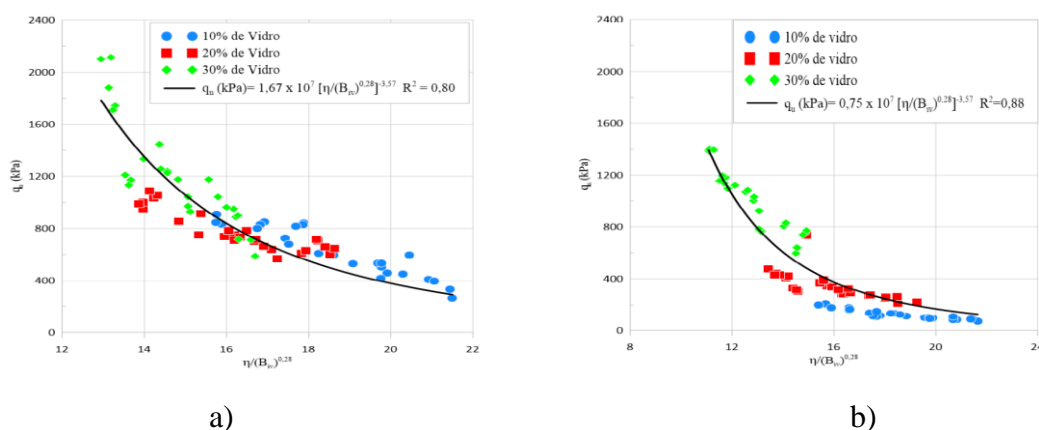 2400
2000
1600
1200
800
400
0
qᵤ (kPa)
10% de Vidro
20% de Vidro
30% de Vidro
qᵤ (kPa)= 1,67 x 10⁷ [η/(Bᵢᵥ)^0,28]^-3,57 R² = 0,80
12 14 16 18 20 22
η/(Bᵢᵥ)^0,28
a)
2400
2000
1600
1200
800
400
0
(kPa)
10% de vidro
20% de vidro
30% de vidro
qᵤ (kPa)= 0,75 x 10⁷ [η/(Bᵢᵥ)^0,28]^-3,57 R²=0,88
8 12 16 20 24
η/(Bᵢᵥ)^0,28
b)